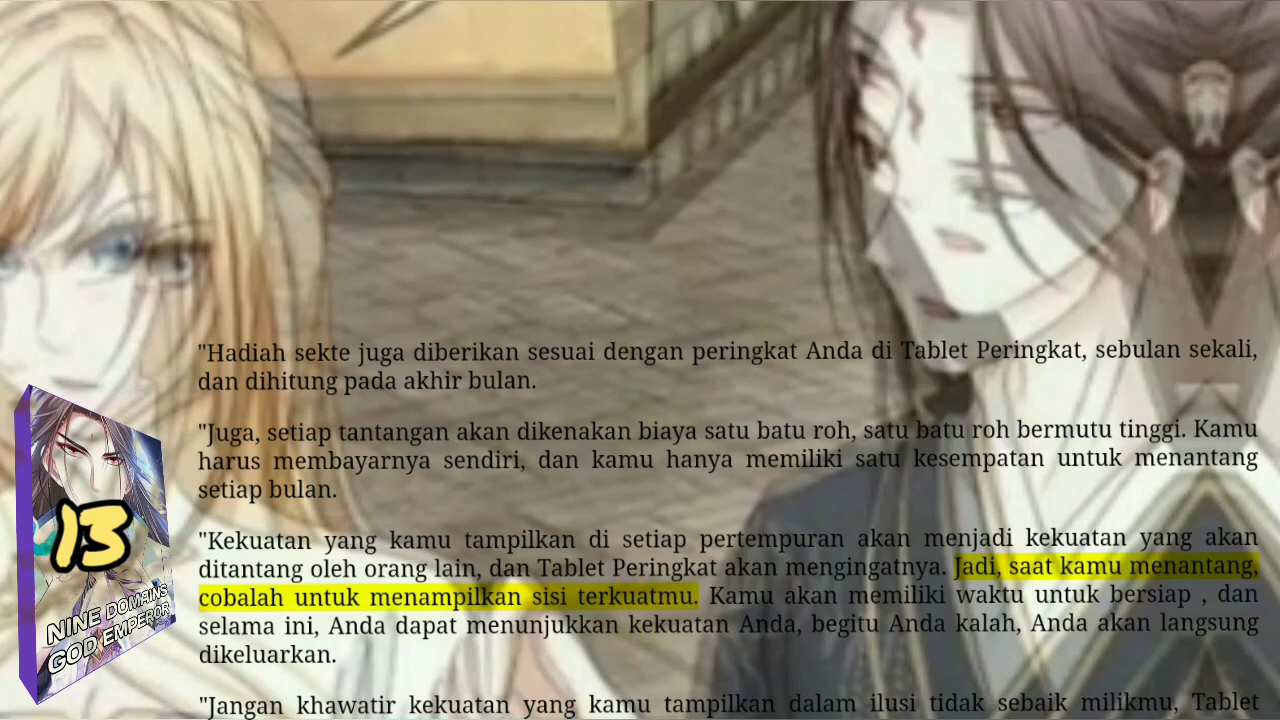 "Hadiah sekte juga diberikan sesuai dengan peringkat Anda di Tablet Peringkat, sebulan sekali,
dan dihitung pada akhir bulan.
"Juga, setiap tantangan akan dikenakan biaya satu batu roh, satu batu roh bermutu tinggi. Kamu
harus membayarnya sendiri, dan kamu hanya memiliki satu kesempatan untuk menantang
setiap bulan.
"Kekuatan yang kamu tampilkan di setiap pertempuran akan menjadi kekuatan yang akan
ditantang oleh orang lain, dan Tablet Peringkat akan mengingatnya. Jadi, saat kamu menantang,
cobalah untuk menampilkan sisi terkuatmu. Kamu akan memiliki waktu untuk bersiap , dan
selama ini, Anda dapat menunjukkan kekuatan Anda, begitu Anda kalah, Anda akan langsung
dikeluarkan.
"Jangan khawatir kekuatan yang kamu tampilkan dalam ilusi tidak sebaik milikmu, Tablet
13
NINE DOMAINS
GOD EMPEROR